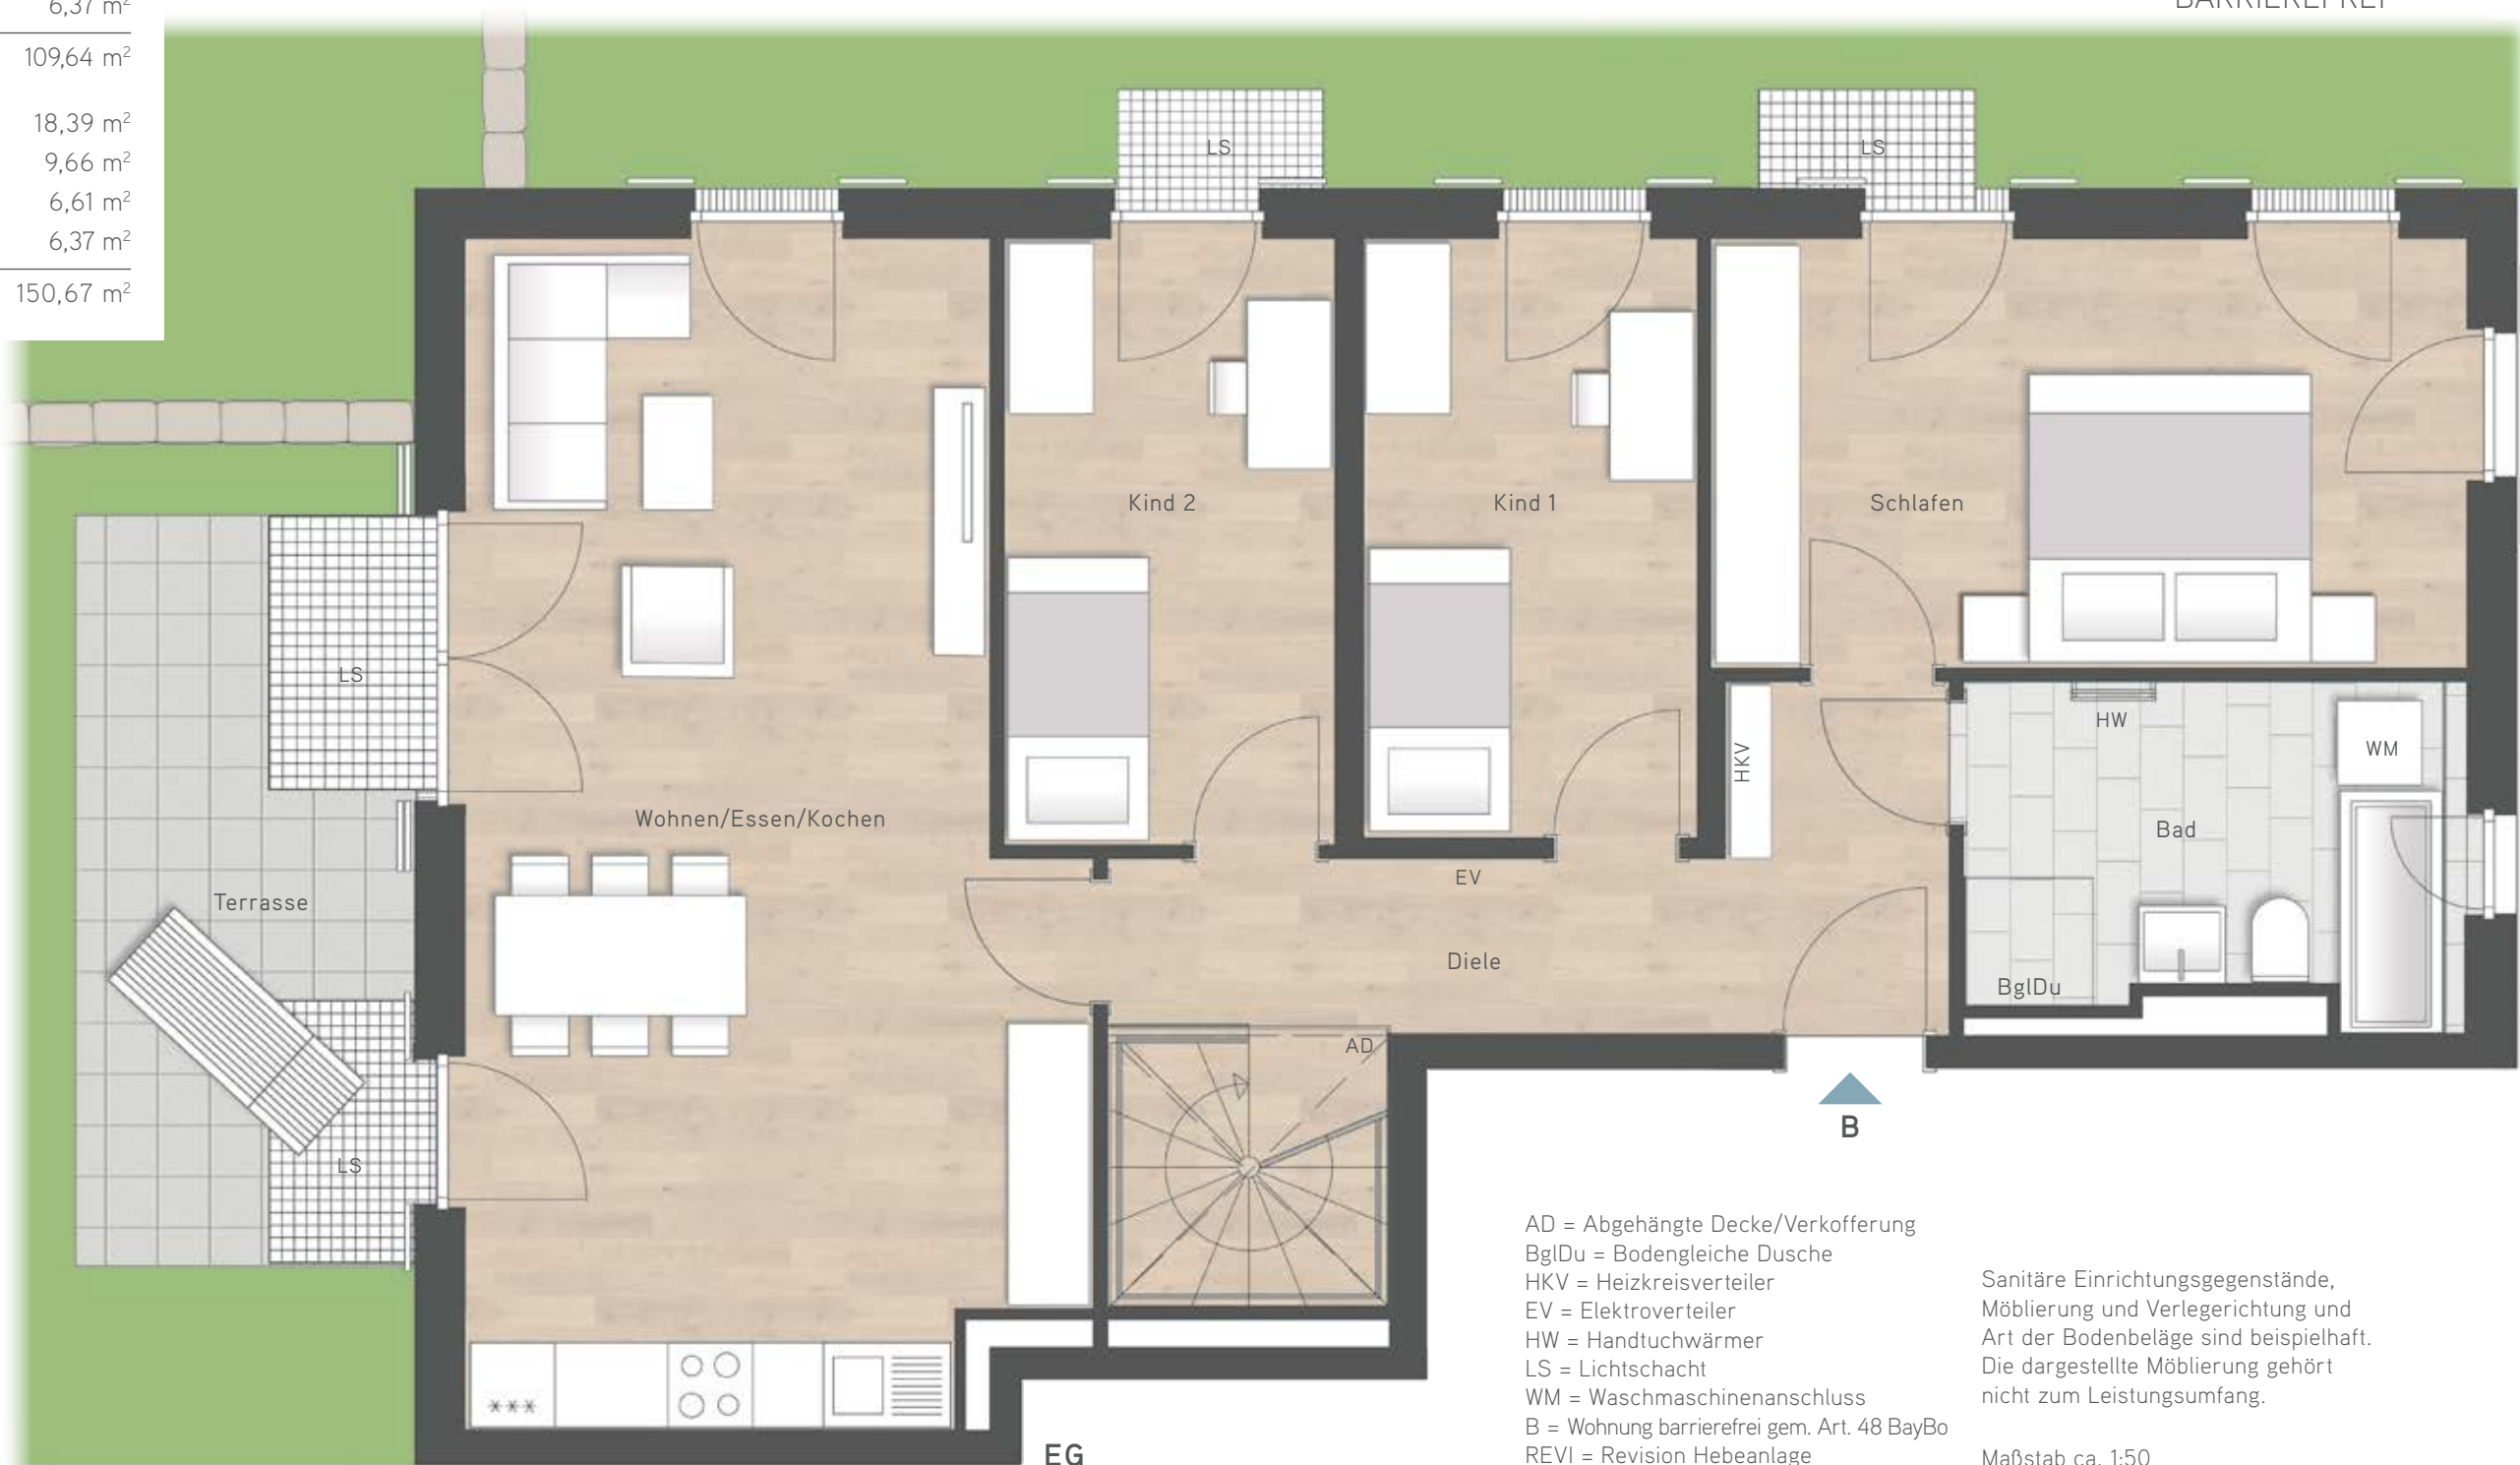 6,37 m²
109,64 m²
18,39 m²
9,66 m²
6,61 m²
6,37 m²
150,67 m²
BARRIEREFREI
LS
LS
Kind 2
Kind 1
Schlafen
LS
HW
WM
HKV
Wohnen/Essen/Kochen
Bad
EV
Terrasse
Diele
BglDu
AD
B
LS
***
EG
AD = Abgehängte Decke/Verkofferung
BglDu = Bodengleiche Dusche
HKV = Heizkreisverteiler
EV = Elektroverteiler
HW = Handtuchwärmer
LS = Lichtschacht
WM = Waschmaschinenanschluss
B = Wohnung barrierefrei gem. Art. 48 BayBo
REVI = Revision Hebeanlage
Sanitäre Einrichtungsgegenstände,
Möblierung und Verlegerichtung und
Art der Bodenbeläge sind beispielhaft.
Die dargestellte Möblierung gehört
nicht zum Leistungsumfang.
Maßstab ca. 1:50